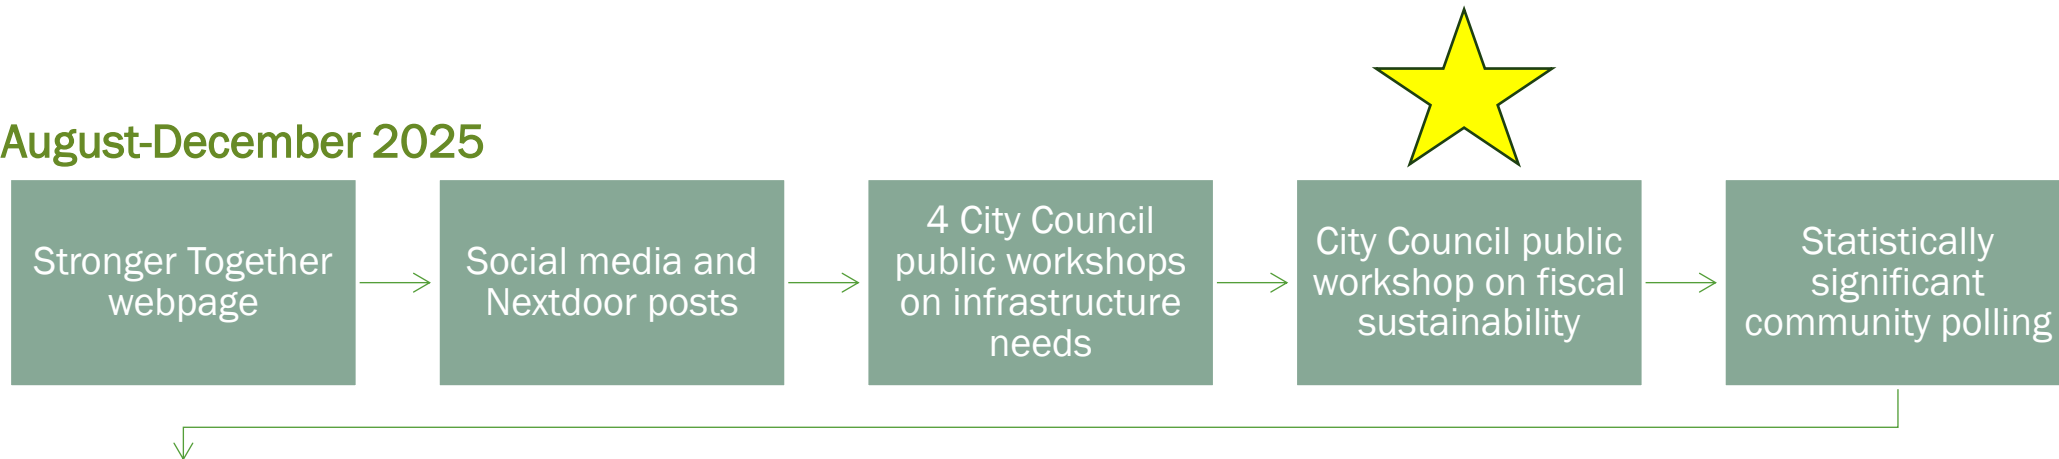 August-December 2025
Stronger Together
webpage
Social media and
Nextdoor posts
4 City Council
public workshops
on infrastructure
needs
City Council public
workshop on fiscal
sustainability
Statistically
significant
community polling